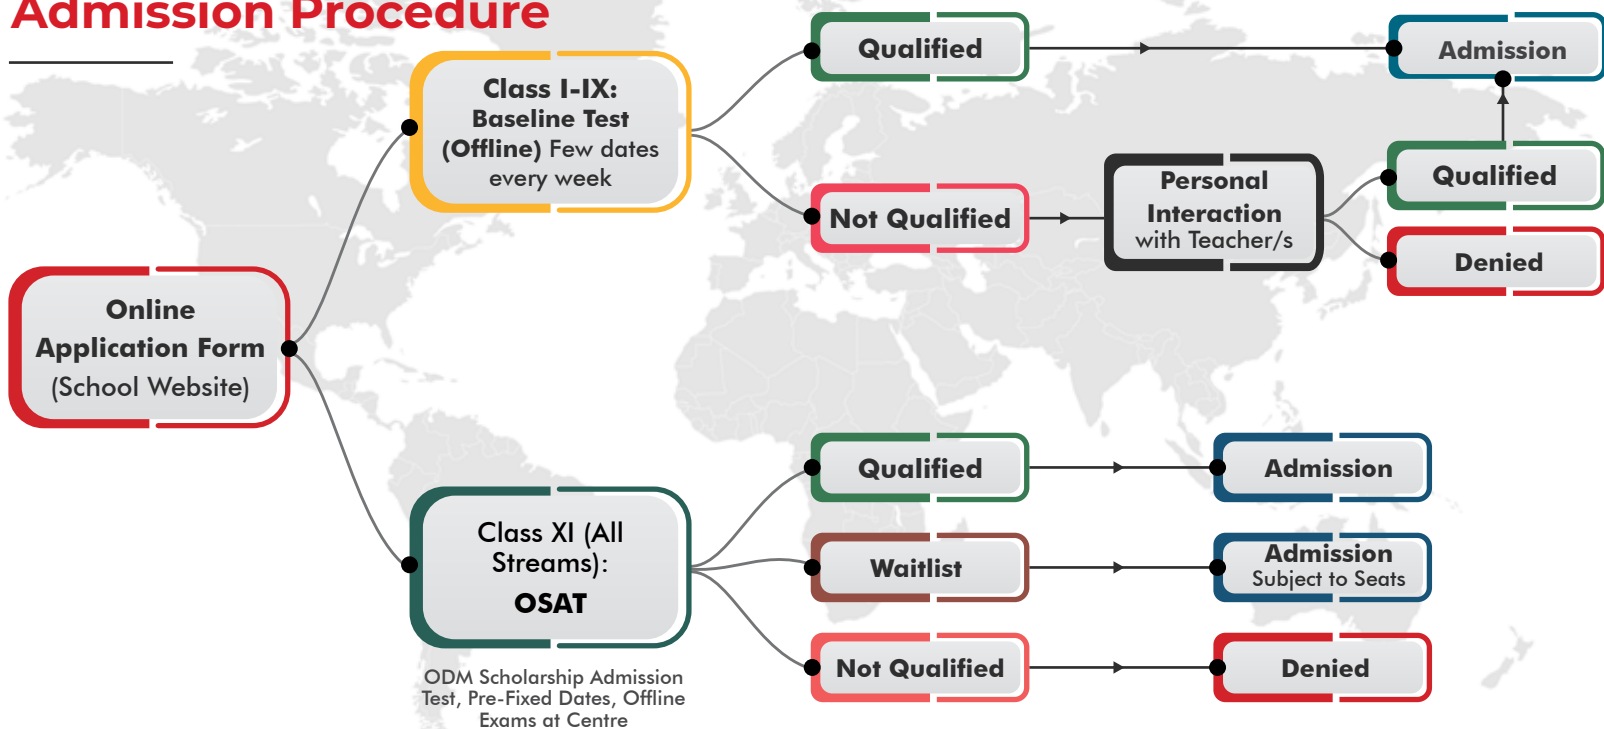 Admission Procedure
Online
Application Form
(School Website)
Class I-IX:
Baseline Test
(Offline) Few dates
every week
Qualified
Admission
Not Qualified
Personal
Interaction
with Teacher/s
Qualified
Denied
Class XI (All
Streams):
OSAT
ODM Scholarship Admission
Test, Pre-Fixed Dates, Offline
Exams at Centre
Qualified
Admission
Waitlist
Admission
Subject to Seats
Not Qualified
Denied